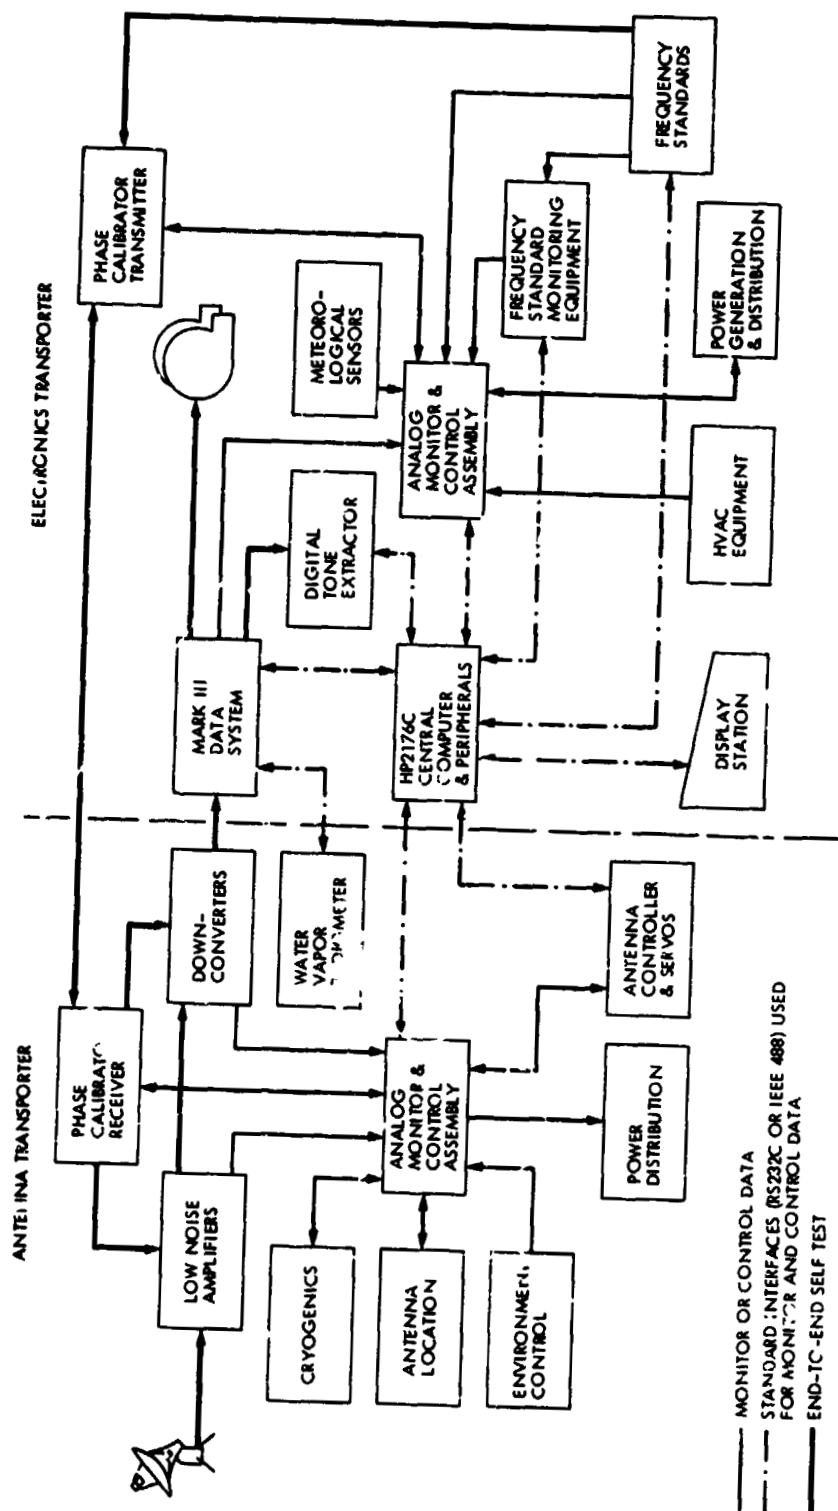 ANTENNA TRANSPORTER
ELECTRONICS TRANSPORTER
PHASE
RECEIVER
PHASE
CALIBRATOR
TRANSMITTER
LOW NOISE
AMPLIFIERS
DOWN-
CONVERTERS
MARK III
DATA
SYSTEM
CRYOGENICS
WATER
VAPOR
DIGITAL
TONE
EXTRACTOR
METEORO-
LOGICAL
SENSORS
ANTENNA
LOCATION
ANALOG
MONITOR &
CONTROL
ASSEMBLY
HP2176C
CENTRAL
COMPUTER
& PERIPHERALS
ANALOG
MONITOR &
CONTROL
ASSEMBLY
FREQUENCY
STANDARD
MONITORING
EQUIPMENT
FREQUENCY
STANDARDS
CONTROL
POWER
DISTRIBUTION
ANTENNA
CONTROLLER
& SERVOS
DISPLAY
STATION
HVAC
EQUIPMENT
POWER
GENERATION
& DISTRIBUTION
MONITOR OR CONTROL DATA
STANDARD INTERFACES (RS232C OR IEEE 488) USED
FOR MONITOR AND CONTROL DATA
END-TO-END SELF TEST